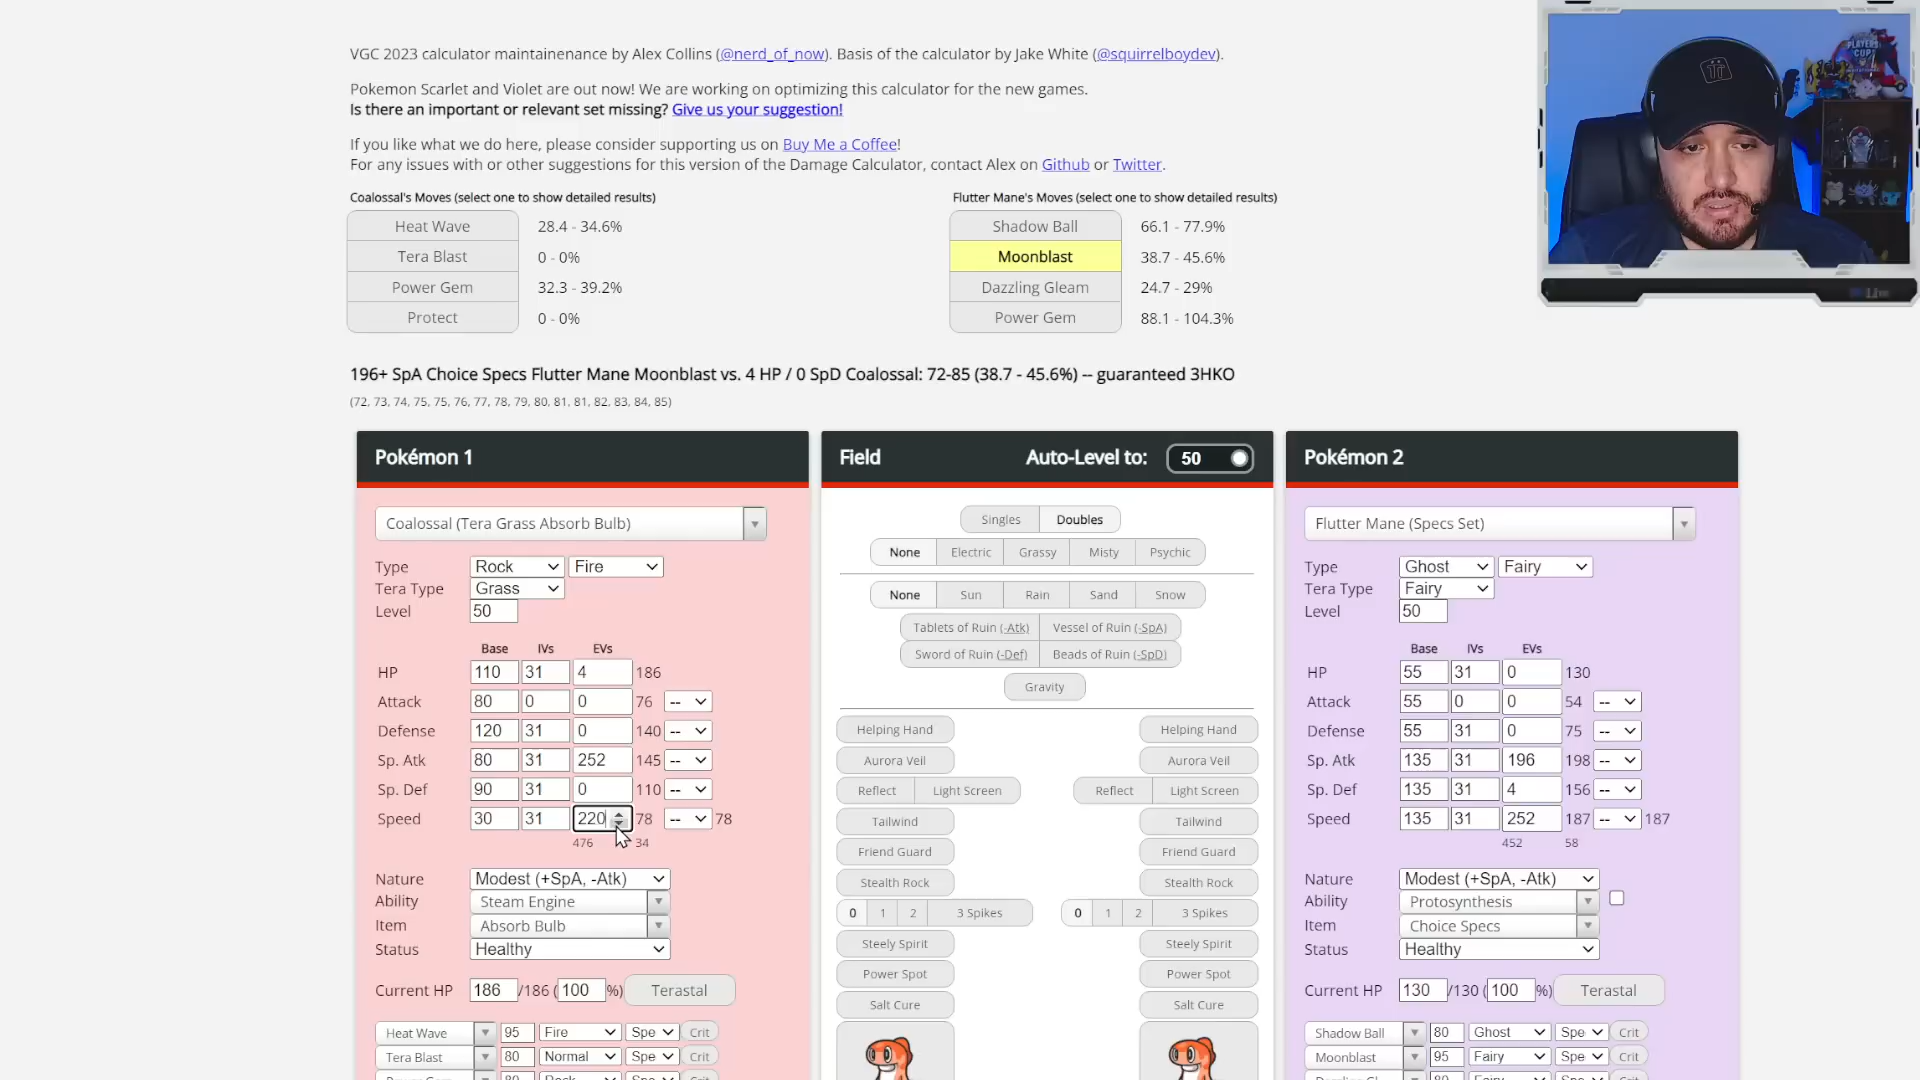 VGC 2023 calculator maintainenance by Alex Collins (@nerd_of_now). Basis of the calculator by Jake White (@squirrelboydev).
Pokemon Scarlet and Violet are out now! We are working on optimizing this calculator for the new games.
Is there an important or relevant set missing? Give us your suggestion!
If you like what we do here, please consider supporting us on Buy Me a Coffee!
For any issues with or other suggestions for this version of the Damage Calculator, contact Alex on Github or Twitter.
Coalossal's Moves (select one to show detailed results)
Heat Wave 28.4 - 34.6%
Tera Blast 0 - 0%
Power Gem 32.3 - 39.2%
Protect 0 - 0%
Flutter Mane's Moves (select one to show detailed results)
Shadow Ball 66.1 - 77.9%
Moonblast 38.7 - 45.6%
Dazzling Gleam 24.7 - 29%
Power Gem 88.1 - 104.3%
196+ SpA Choice Specs Flutter Mane Moonblast vs. 4 HP / 0 SpD Coalossal: 72-85 (38.7 - 45.6%) -- guaranteed 3HKO
(72, 73, 74, 75, 75, 76, 77, 78, 79, 80, 81, 81, 82, 83, 84, 85)
Pokémon 1
Coalossal (Tera Grass Absorb Bulb)
Type Rock Fire
Tera Type Grass
Level 50
Base IVs EVs
HP 110 31 4 186
Attack 80 0 0 76 --
Defense 120 31 0 140 --
Sp. Atk 80 31 252 145 --
Sp. Def 90 31 0 110 --
Speed 30 31 220 78 -- 78
476 34
Nature Modest (+SpA, -Atk)
Ability Steam Engine
Item Absorb Bulb
Status Healthy
Current HP 186 /186 ( 100 %) Terastal
Heat Wave 95 Fire Spe Crit
Tera Blast 80 Normal Spe Crit
Field Auto-Level to: 50
Singles Doubles
None Electric Grassy Misty Psychic
None Sun Rain Sand Snow
Tablets of Ruin (-Atk) Vessel of Ruin (-SpA)
Sword of Ruin (-Def) Beads of Ruin (-SpD)
Gravity
Helping Hand Helping Hand
Aurora Veil Aurora Veil
Reflect Light Screen Reflect Light Screen
Tailwind Tailwind
Friend Guard Friend Guard
Stealth Rock Stealth Rock
0 1 2 3 Spikes 0 1 2 3 Spikes
Steely Spirit Steely Spirit
Power Spot Power Spot
Salt Cure Salt Cure
Pokémon 2
Flutter Mane (Specs Set)
Type Ghost Fairy
Tera Type Fairy
Level 50
Base IVs EVs
HP 55 31 0 130
Attack 55 0 0 54 --
Defense 55 31 0 75 --
Sp. Atk 135 31 196 198 --
Sp. Def 135 31 4 156 --
Speed 135 31 252 187 -- 187
452 58
Nature Modest (+SpA, -Atk)
Ability Protosynthesis
Item Choice Specs
Status Healthy
Current HP 130 /130 ( 100 %) Terastal
Shadow Ball 80 Ghost Spe Crit
Moonblast 95 Fairy Spe Crit
PLAYERS
CUP